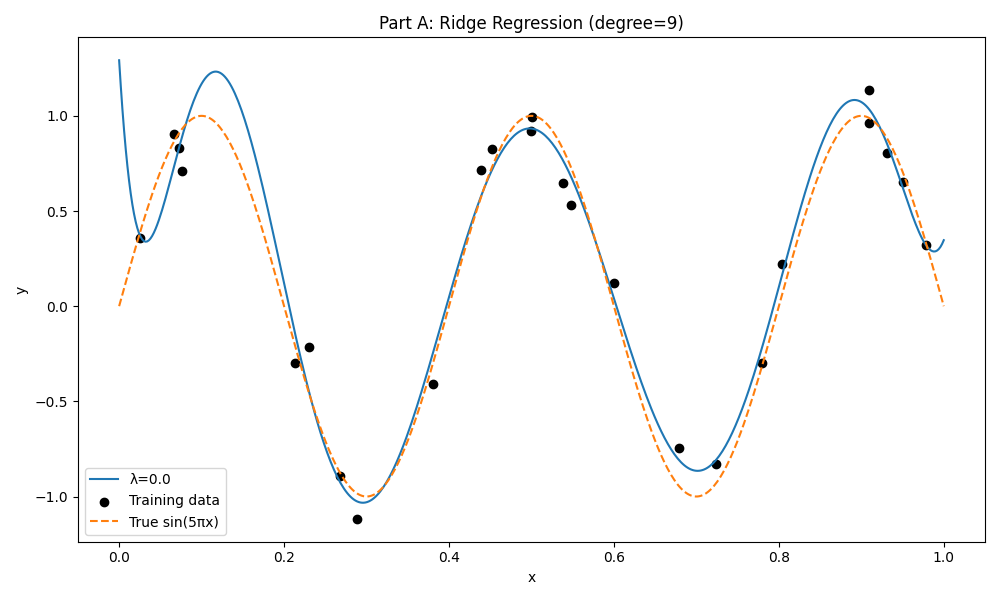 Part A: Ridge Regression (degree=9)
y
1.0
0.5
0.0
−0.5
−1.0
λ=0.0
Training data
True sin(5πx)
0.0 0.2 0.4 0.6 0.8 1.0
x